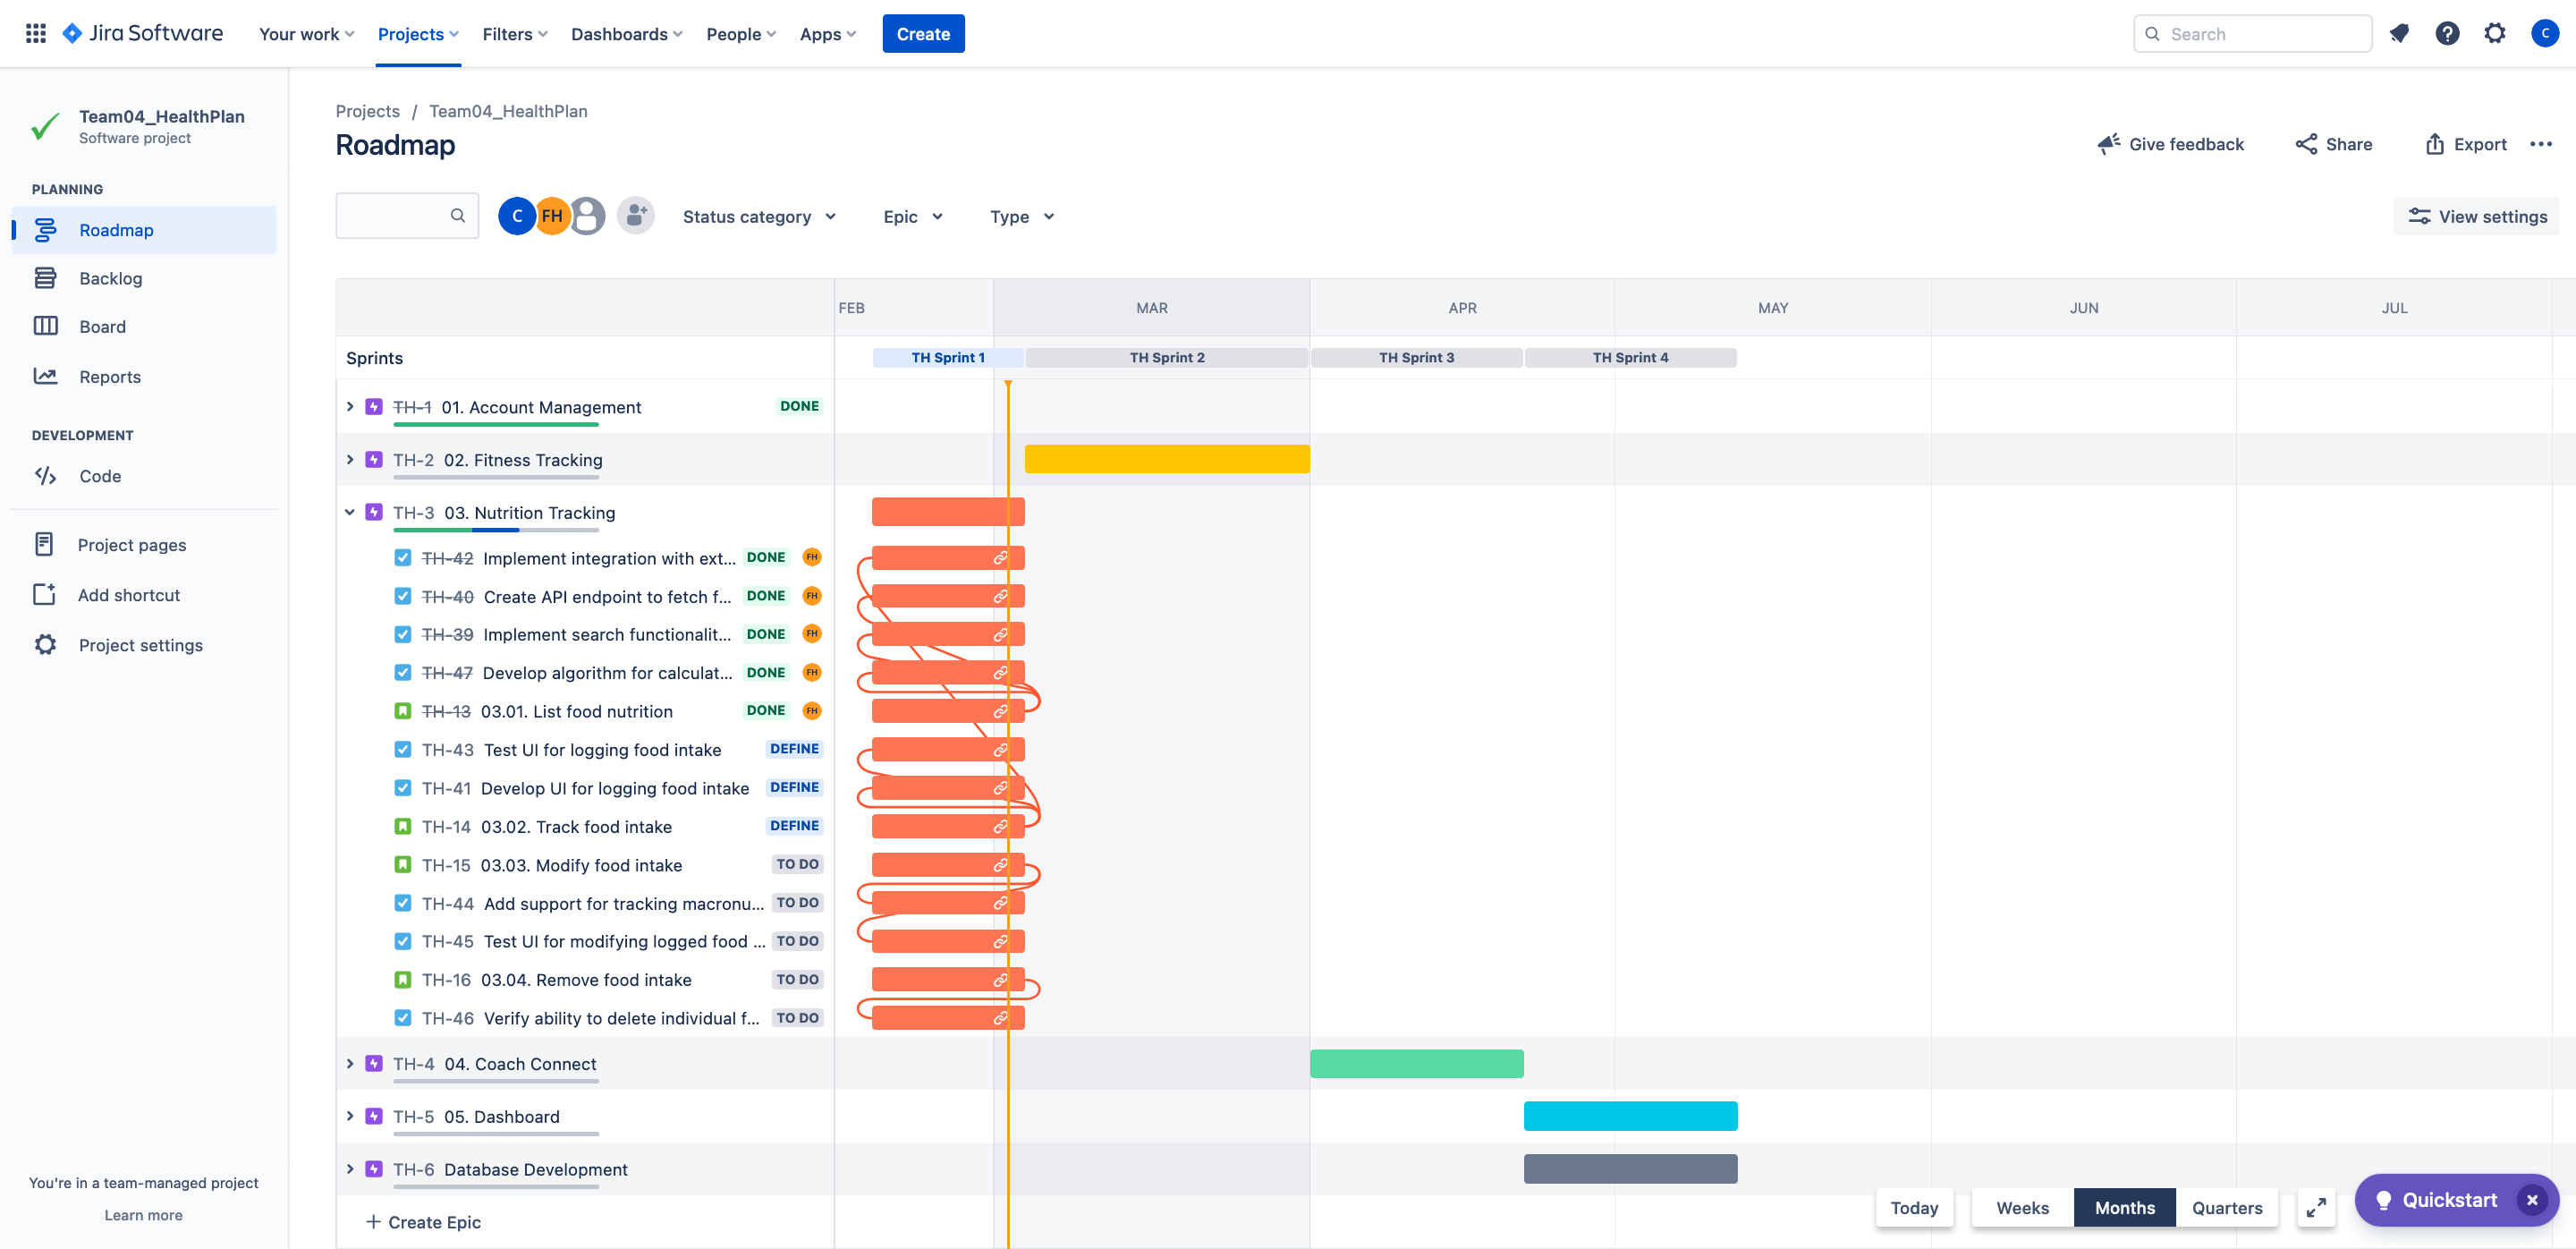 Jira Software
Your work
Projects
Filters
Dashboards
People
Apps
Create
Search
C
Team04_HealthPlan
Software project
PLANNING
Roadmap
Backlog
Board
Reports
DEVELOPMENT
Code
Project pages
Add shortcut
Project settings
You're in a team-managed project
Learn more
Projects / Team04_HealthPlan
Roadmap
Give feedback
Share
Export
C FH
Status category
Epic
Type
View settings
FEB MAR APR MAY JUN JUL
Sprints
TH Sprint 1 TH Sprint 2 TH Sprint 3 TH Sprint 4
TH-1 01. Account Management DONE
TH-2 02. Fitness Tracking
TH-3 03. Nutrition Tracking
TH-42 Implement integration with ext... DONE FH
TH-40 Create API endpoint to fetch f... DONE FH
TH-39 Implement search functionalit... DONE FH
TH-47 Develop algorithm for calculat... DONE FH
TH-13 03.01. List food nutrition DONE FH
TH-43 Test UI for logging food intake DEFINE
TH-41 Develop UI for logging food intake DEFINE
TH-14 03.02. Track food intake DEFINE
TH-15 03.03. Modify food intake TO DO
TH-44 Add support for tracking macronu... TO DO
TH-45 Test UI for modifying logged food ... TO DO
TH-16 03.04. Remove food intake TO DO
TH-46 Verify ability to delete individual f... TO DO
TH-4 04. Coach Connect
TH-5 05. Dashboard
TH-6 Database Development
Create Epic
Today
Weeks Months Quarters
Quickstart